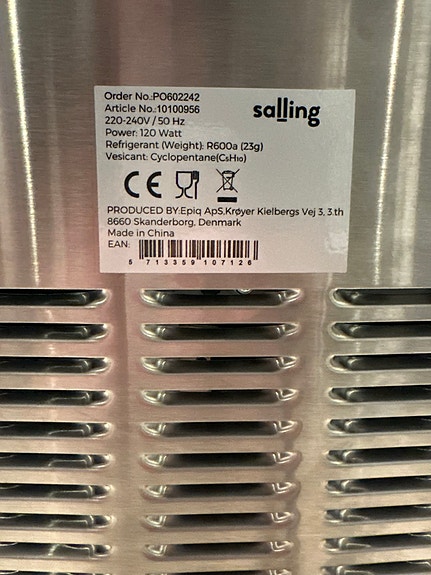 Order No.:PO602242
salling
Article No.:10100956
220-240V / 50 Hz
Power: 120 Watt
Refrigerant (Weight): R600a (23g)
Vesicant: Cyclopentane(C₅H₁₀)
CE
PRODUCED BY:Epiq ApS,Krøyer Kielbergs Vej 3, 3.th
8660 Skanderborg, Denmark
Made in China
EAN:
5 713359 107126